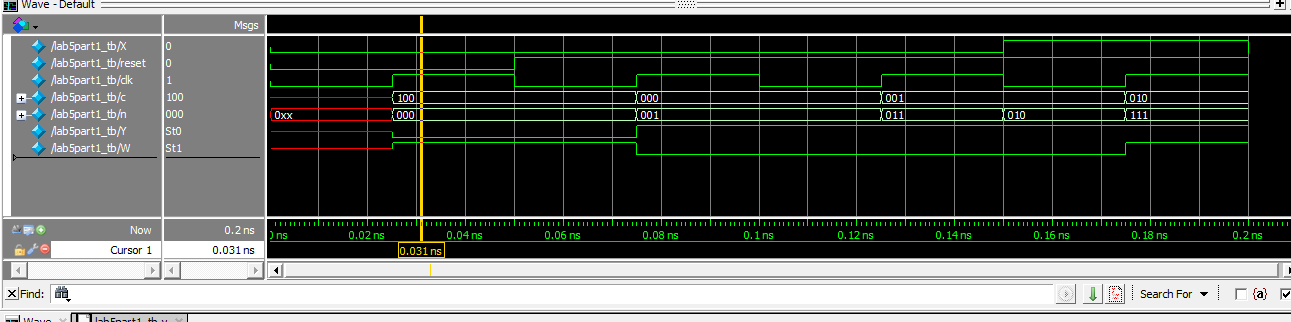 Wave - Default
Msgs
/lab5part1_tb/X 0
/lab5part1_tb/reset 0
/lab5part1_tb/clk 1
/lab5part1_tb/c 100 100 000 001 010
/lab5part1_tb/n 000 0xx 000 001 011 010 111
/lab5part1_tb/Y St0
/lab5part1_tb/W St1
Now 0.2 ns ns 0.02 ns 0.04 ns 0.06 ns 0.08 ns 0.1 ns 0.12 ns 0.14 ns 0.16 ns 0.18 ns 0.2 ns
Cursor 1 0.031 ns 0.031 ns
Find: Search For {a}
Wave lab5part1_tb.v